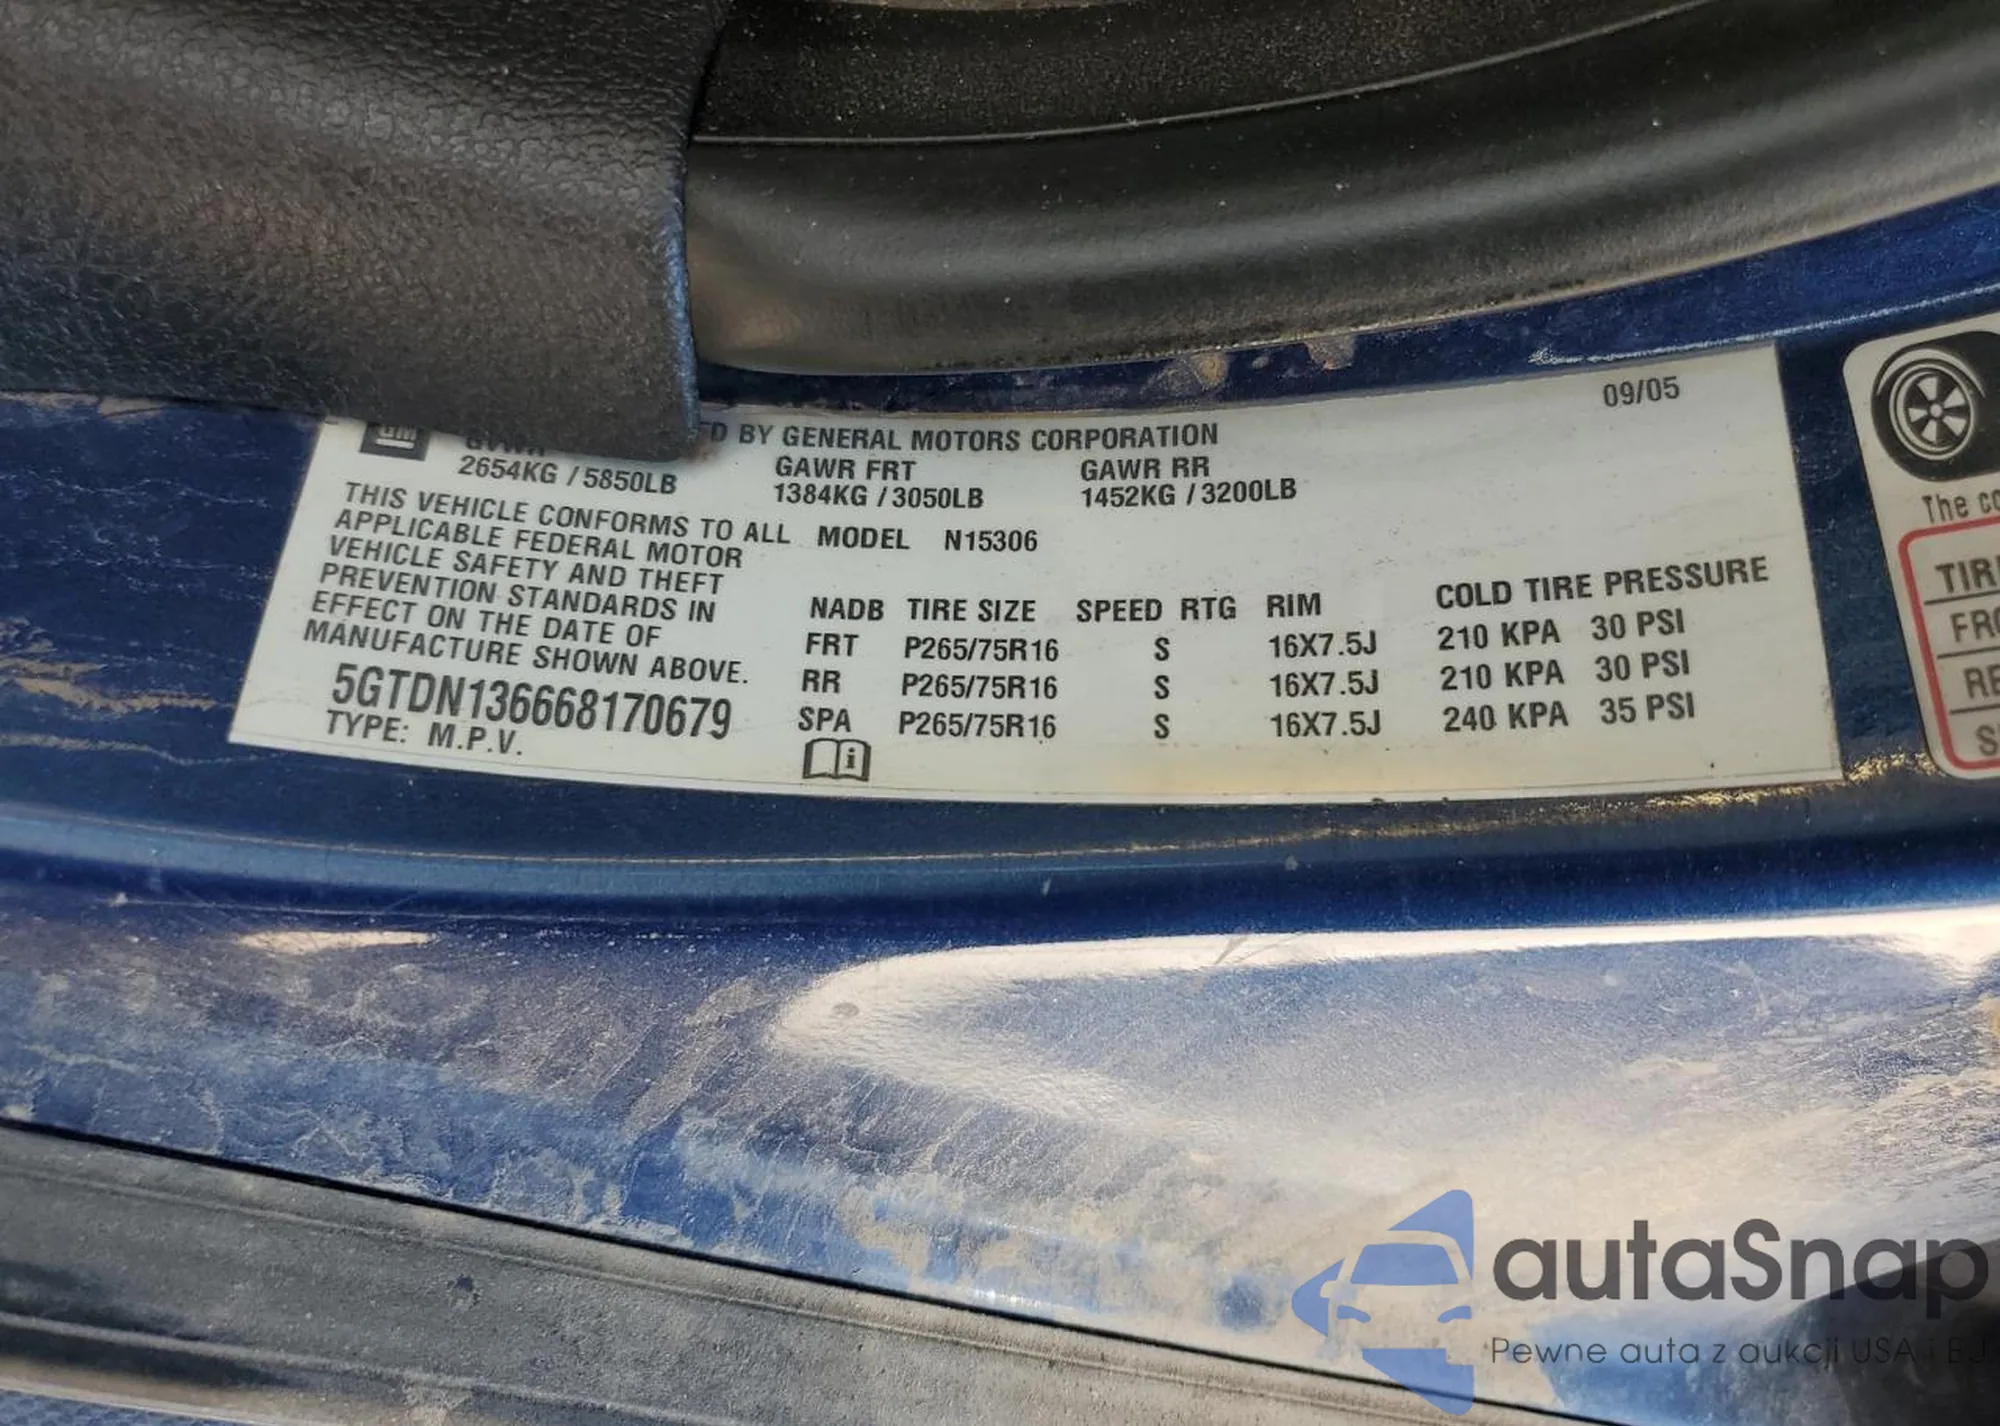 09/05
GM
BY GENERAL MOTORS CORPORATION
GVWR GAWR FRT GAWR RR
2654KG / 5850LB 1384KG / 3050LB 1452KG / 3200LB
THIS VEHICLE CONFORMS TO ALL
APPLICABLE FEDERAL MOTOR
VEHICLE SAFETY AND THEFT
PREVENTION STANDARDS IN
EFFECT ON THE DATE OF
MANUFACTURE SHOWN ABOVE.
5GTDN136668170679
TYPE: M.P.V.
MODEL N15306
NADB TIRE SIZE SPEED RTG RIM COLD TIRE PRESSURE
FRT P265/75R16 S 16X7.5J 210 KPA 30 PSI
RR P265/75R16 S 16X7.5J 210 KPA 30 PSI
SPA P265/75R16 S 16X7.5J 240 KPA 35 PSI
i
The
autaSnap
Pewne auta z aukcji USA i EJ